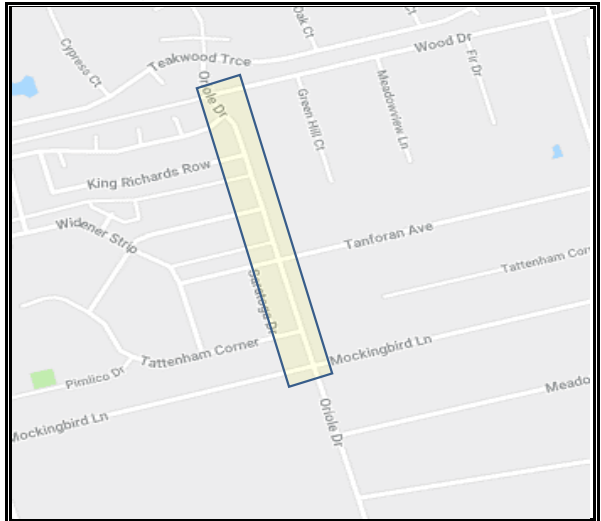 Oak Ct
Ct
Cypress Ct
Teakwood Trce
Wood Dr
Fir Dr
Oriole Dr
Green Hill Ct
Meadowview Ln
King Richards Row
Widener Strip
Tanforan Ave
Tattenham Cor
Saratoga Dr
Tattenham Corner
Mockingbird Ln
Pimlico Dr
Meado
Mockingbird Ln
Oriole Dr